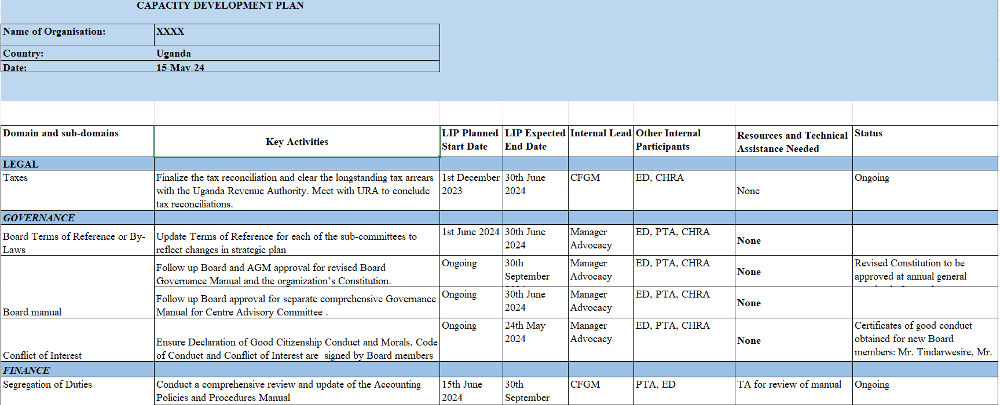 CAPACITY DEVELOPMENT PLAN
Name of Organisation: XXXX
Country: Uganda
Date: 15-May-24
Domain and sub-domains
Key Activities
LIP Planned
Start Date
LIP Expected
End Date
Internal Lead
Other Internal
Participants
Resources and Technical
Assistance Needed
Status
LEGAL
Taxes
Finalize the tax reconciliation and clear the longstanding tax arrears
with the Uganda Revenue Authority. Meet with URA to conclude
tax reconciliations.
1st December
2023
30th June
2024
CFGM
ED, CHRA
None
Ongoing
GOVERNANCE
Board Terms of Reference or By-
Laws
Update Terms of Reference for each of the sub-committees to
reflect changes in strategic plan
1st June 2024
30th June
2024
Manager
Advocacy
ED, PTA, CHRA
None
Board manual
Follow up Board and AGM approval for revised Board
Governance Manual and the organization’s Constitution.
Ongoing
30th
September
Manager
Advocacy
ED, PTA, CHRA
None
Revised Constitution to be
approved at annual general
Follow up Board approval for separate comprehensive Governance
Manual for Centre Advisory Committee .
Ongoing
30th June
2024
Manager
Advocacy
ED, PTA, CHRA
None
Conflict of Interest
Ensure Declaration of Good Citizenship Conduct and Morals, Code
of Conduct and Conflict of Interest are  signed by Board members
Ongoing
24th May
2024
Manager
Advocacy
ED, PTA, CHRA
None
Certificates of good conduct
obtained for new Board
members: Mr. Tindarwesire, Mr.
FINANCE
Segregation of Duties
Conduct a comprehensive review and update of the Accounting
Policies and Procedures Manual
15th June
2024
30th
September
CFGM
PTA, ED
TA for review of manual
Ongoing